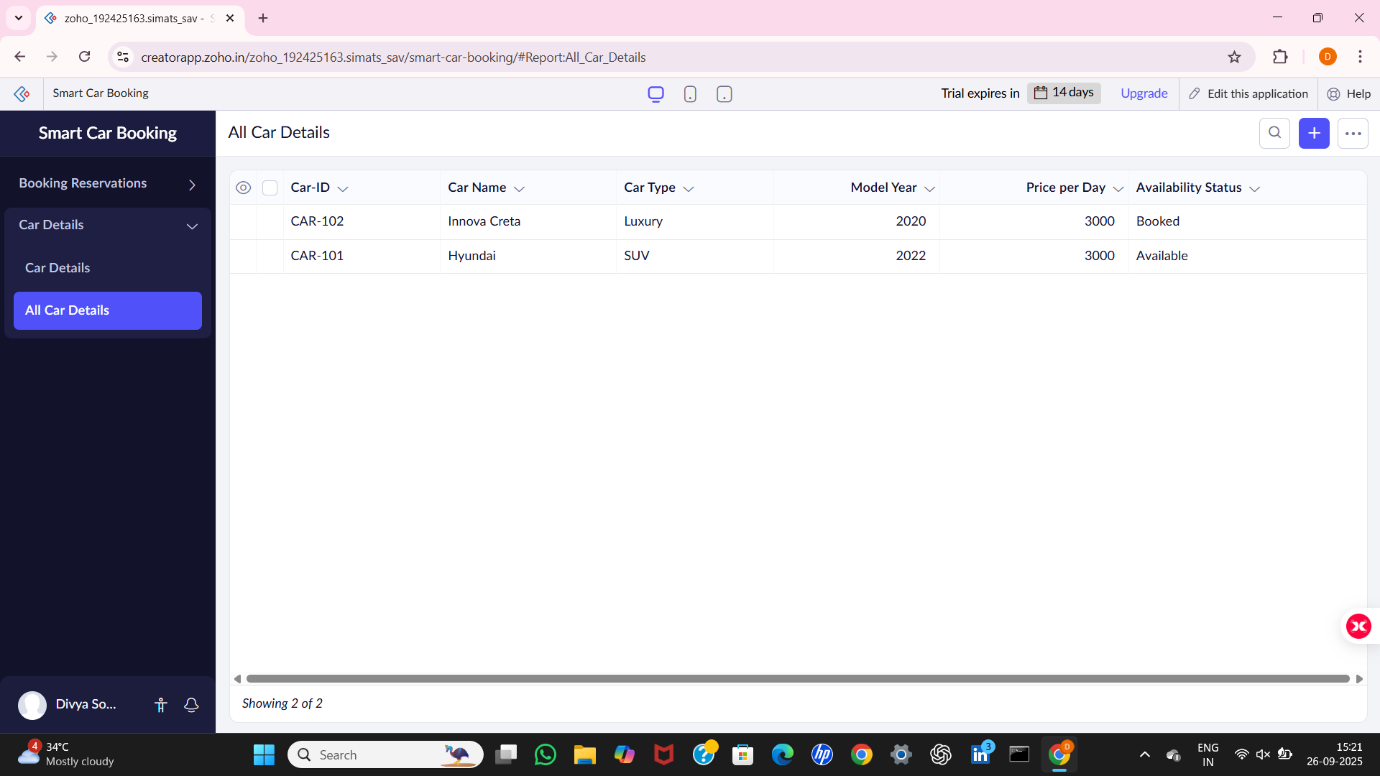 zoho_192425163.simats_sav - S
creatorapp.zoho.in/zoho_192425163.simats_sav/smart-car-booking/#Report:All_Car_Details
D
Smart Car Booking
Trial expires in 14 days Upgrade Edit this application Help
Smart Car Booking
All Car Details
Booking Reservations
Car Details
Car Details
All Car Details
Car-ID Car Name Car Type Model Year Price per Day Availability Status
CAR-102 Innova Creta Luxury 2020 3000 Booked
CAR-101 Hyundai SUV 2022 3000 Available
Showing 2 of 2
Divya So...
4
34°C
Mostly cloudy
Search
hp
in
3
D
ENG
IN
15:21
26-09-2025